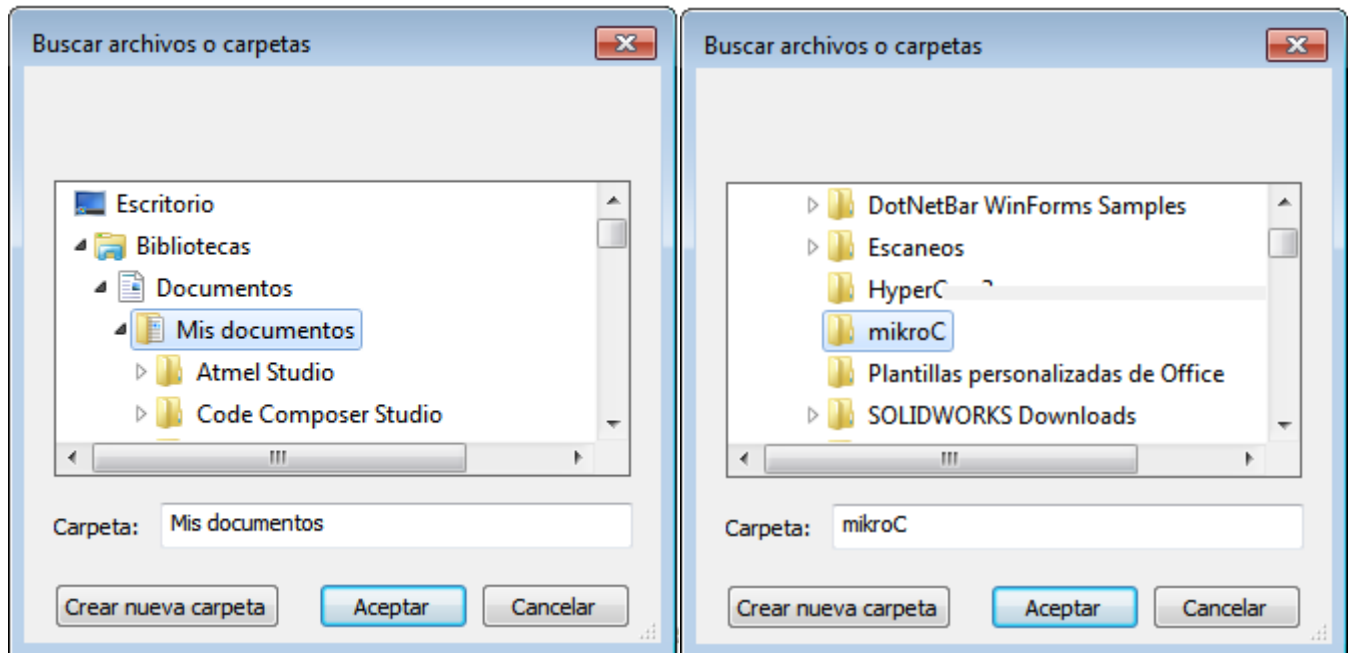 Buscar archivos o carpetas
Escritorio
Bibliotecas
Documentos
Mis documentos
Atmel Studio
Code Composer Studio
Carpeta: Mis documentos
Crear nueva carpeta Aceptar Cancelar
Buscar archivos o carpetas
DotNetBar WinForms Samples
Escaneos
mikroC
Plantillas personalizadas de Office
SOLIDWORKS Downloads
Carpeta: mikroC
Crear nueva carpeta Aceptar Cancelar